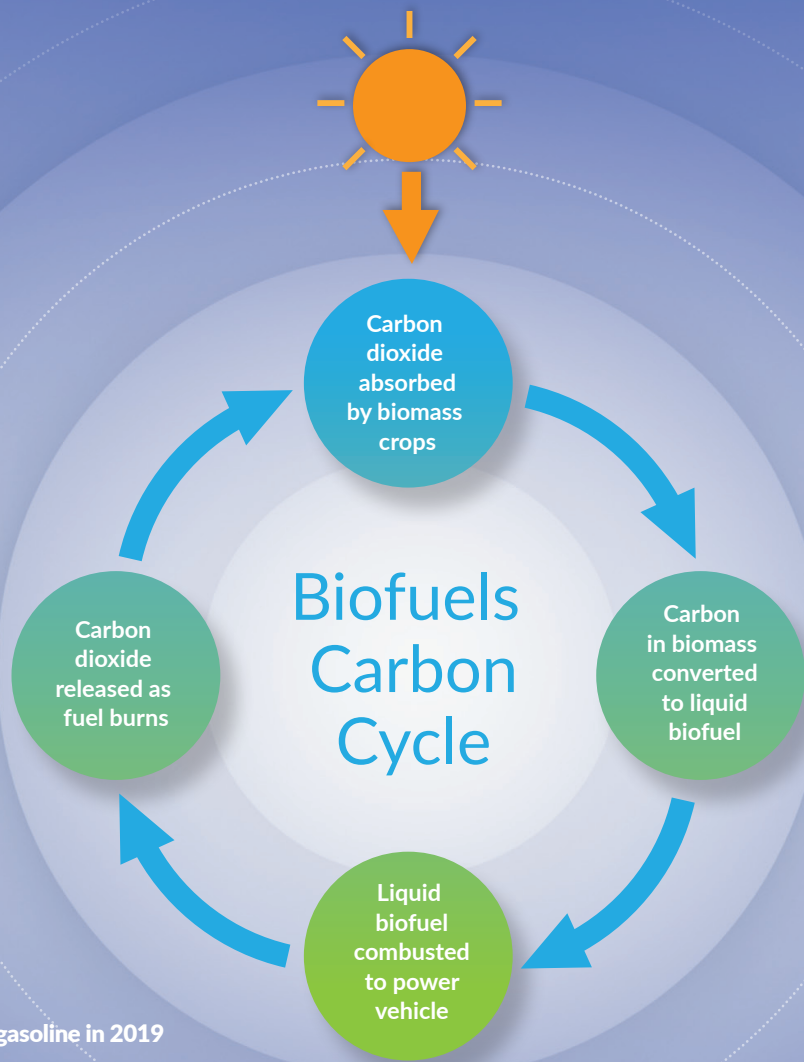 Carbon
dioxide
absorbed
by biomass
crops
Carbon
in biomass
converted
to liquid
biofuel
Liquid
biofuel
combusted
to power
vehicle
Carbon
dioxide
released as
fuel burns
Biofuels
Carbon
Cycle
gasoline in 2019